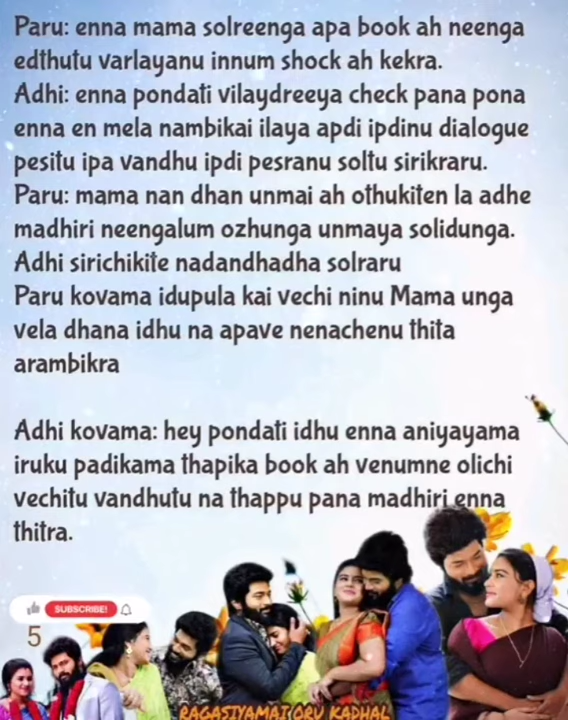 Paru: enna mama solreenga apa book ah neenga
edthutu varlayanu innum shock ah kekra.
Adhi: enna pondati vilaydreeya check pana pona
enna en mela nambikai ilaya apdi ipdinu dialogue
pesitu ipa vandhu ipdi pesranu soltu sirikraru.
Paru: mama nan dhan unmai ah othukiten la adhe
madhiri neengalum ozhunga unmaya solidunga.
Adhi sirichikite nadandhadha solraru
Paru kovama idupula kai vechi ninu Mama unga
vela dhana idhu na apave nenachenu thita
arambikra
Adhi kovama: hey pondati idhu enna aniyayama
iruku padikama thapika book ah venumne olichi
vechitu vandhutu na thappu pana madhiri enna
thitra.
SUBSCRIBE!
5
RAGASIYAMAI ORU KADHAL